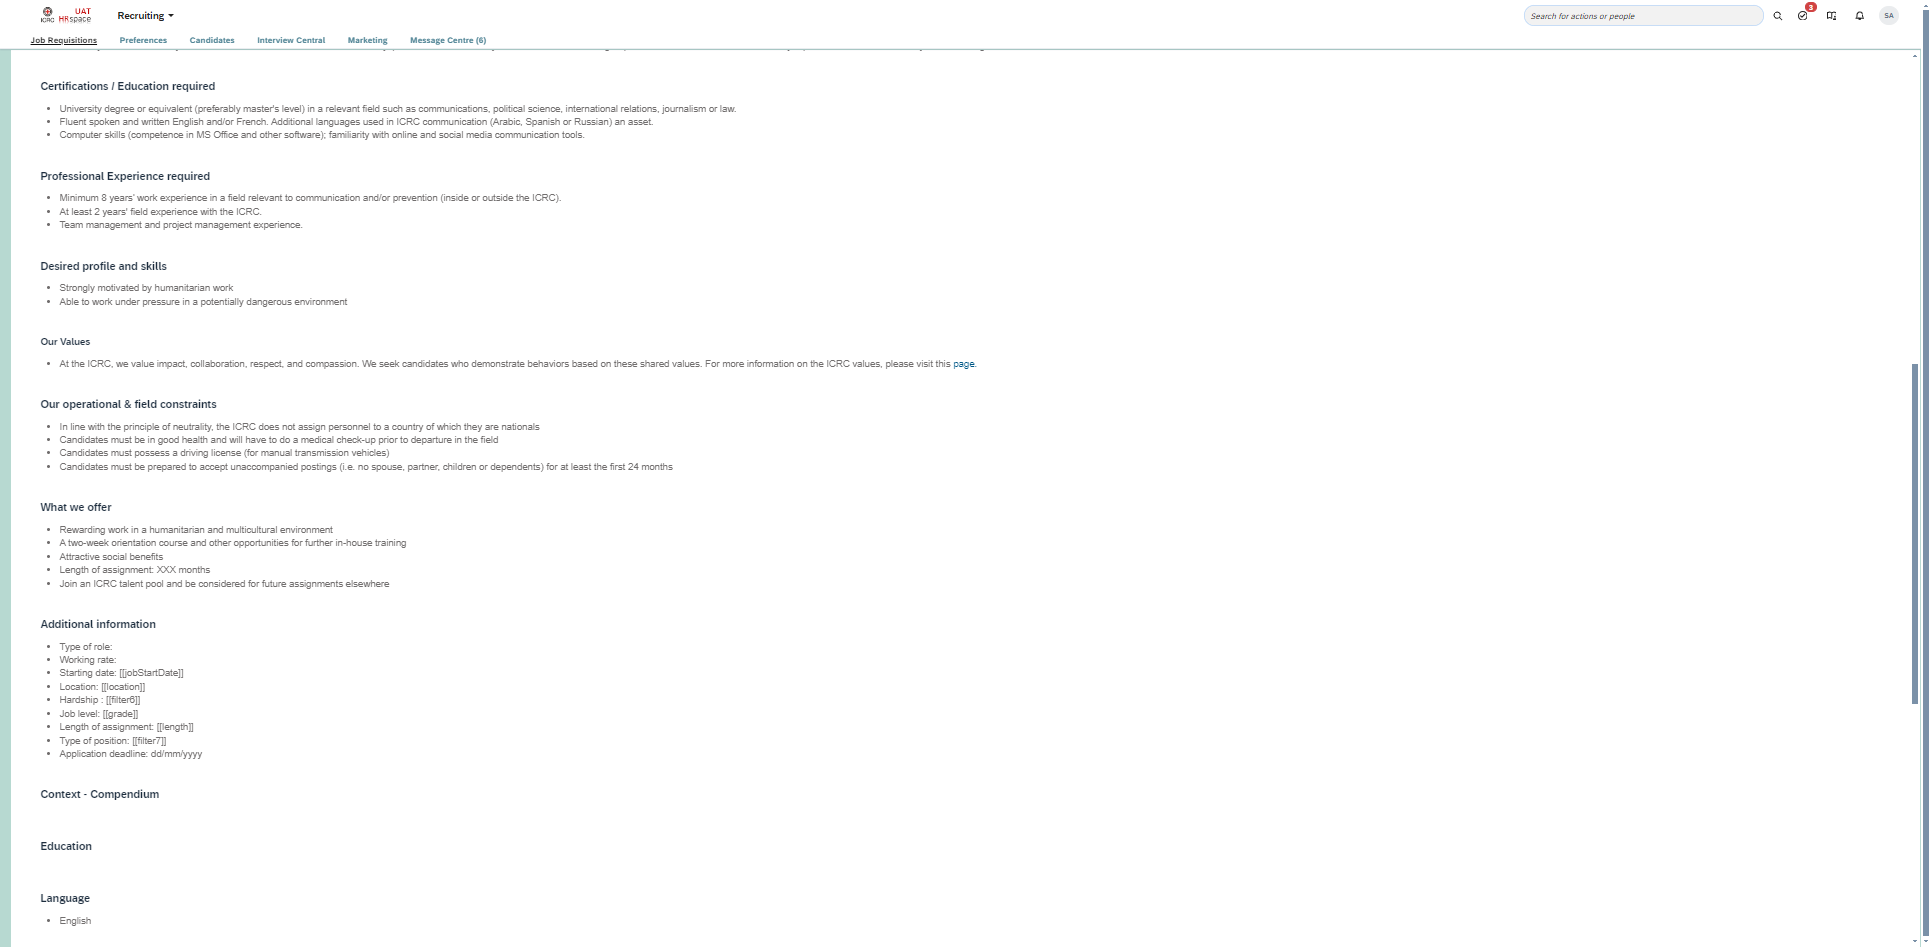 ICRC UAT HRspace
Recruiting
Search for actions or people
3
SA
Job Requisitions
Preferences
Candidates
Interview Central
Marketing
Message Centre (6)
Certifications / Education required
University degree or equivalent (preferably master's level) in a relevant field such as communications, political science, international relations, journalism or law.
Fluent spoken and written English and/or French. Additional languages used in ICRC communication (Arabic, Spanish or Russian) an asset.
Computer skills (competence in MS Office and other software); familiarity with online and social media communication tools.
Professional Experience required
Minimum 8 years' work experience in a field relevant to communication and/or prevention (inside or outside the ICRC).
At least 2 years' field experience with the ICRC.
Team management and project management experience.
Desired profile and skills
Strongly motivated by humanitarian work
Able to work under pressure in a potentially dangerous environment
Our Values
At the ICRC, we value impact, collaboration, respect, and compassion. We seek candidates who demonstrate behaviors based on these shared values. For more information on the ICRC values, please visit this page.
Our operational & field constraints
In line with the principle of neutrality, the ICRC does not assign personnel to a country of which they are nationals
Candidates must be in good health and will have to do a medical check-up prior to departure in the field
Candidates must possess a driving license (for manual transmission vehicles)
Candidates must be prepared to accept unaccompanied postings (i.e. no spouse, partner, children or dependents) for at least the first 24 months
What we offer
Rewarding work in a humanitarian and multicultural environment
A two-week orientation course and other opportunities for further in-house training
Attractive social benefits
Length of assignment: XXX months
Join an ICRC talent pool and be considered for future assignments elsewhere
Additional information
Type of role:
Working rate:
Starting date: [[jobStartDate]]
Location: [[location]]
Hardship : [[filter6]]
Job level: [[grade]]
Length of assignment: [[length]]
Type of position: [[filter7]]
Application deadline: dd/mm/yyyy
Context - Compendium
Education
Language
English